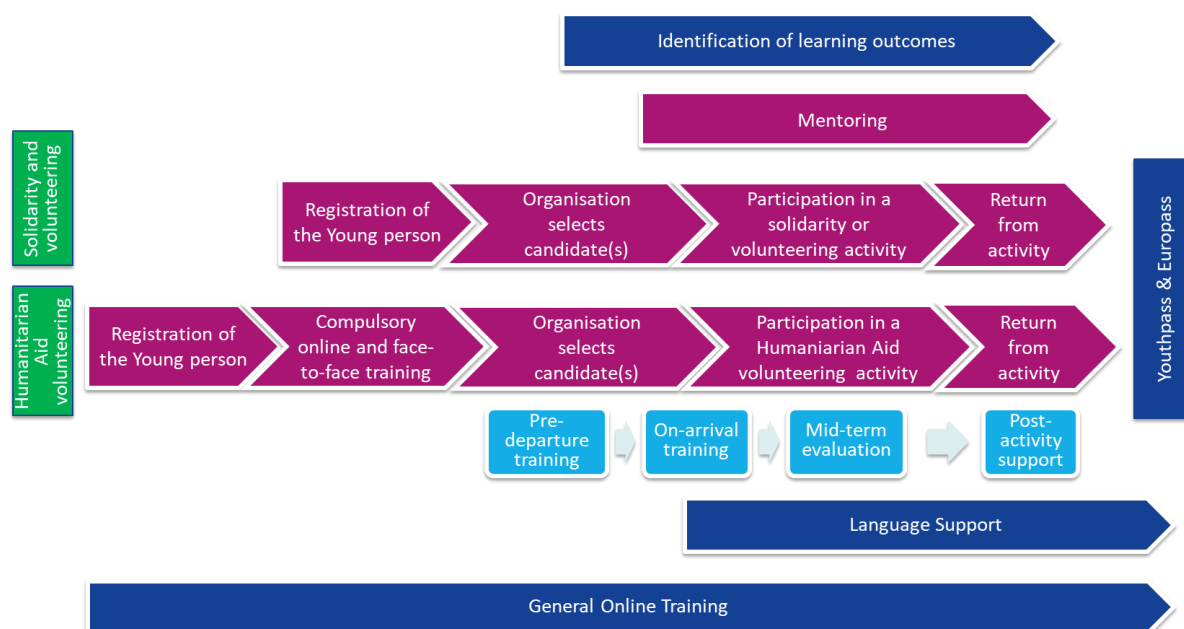 Identification of learning outcomes
Mentoring
Solidarity and
volunteering
Registration of
the Young person
Organisation
selects
candidate(s)
Participation in a
solidarity or
volunteering activity
Return
from
activity
Youthpass & Europass
Humanitarian
Aid
volunteering
Registration of
the Young person
Compulsory
online and face-
to-face training
Organisation
selects
candidate(s)
Participation in a
Humaniarian Aid
volunteering activity
Return
from
activity
Pre-
departure
training
On-arrival
training
Mid-term
evaluation
Post-
activity
support
Language Support
General Online Training